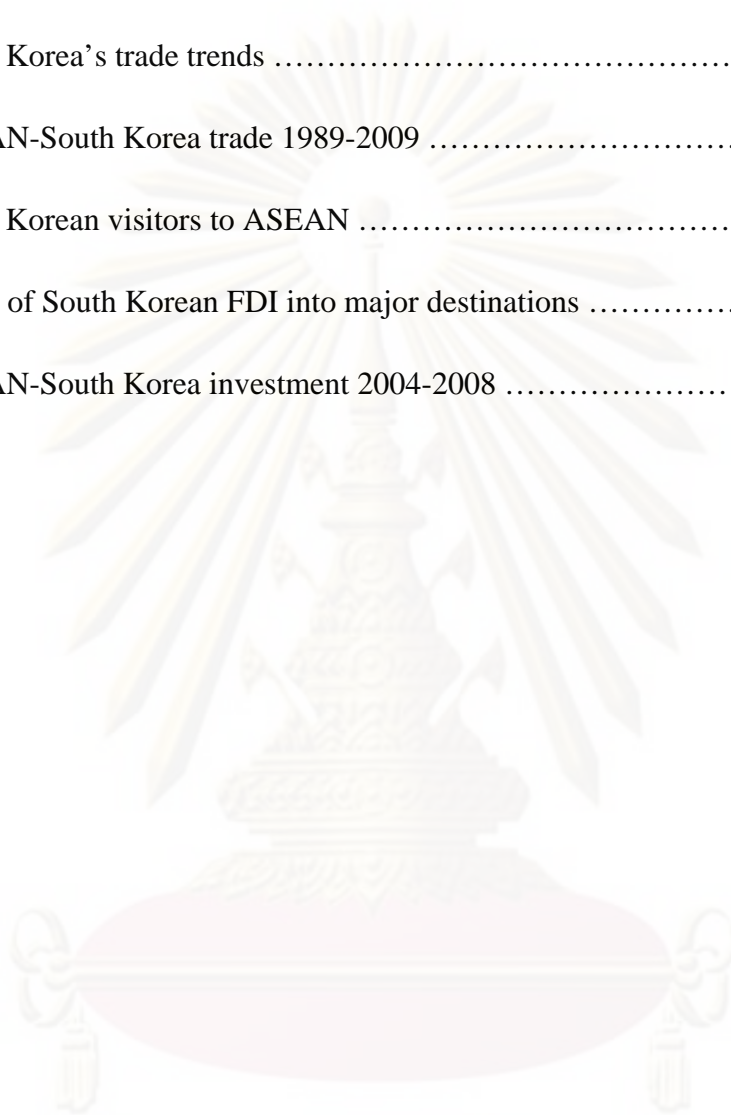 Korea’s trade trends …………………………………………………………………………
AN-South Korea trade 1989-2009 …………………………………………………
Korean visitors to ASEAN ………………………………………………………………
of South Korean FDI into major destinations ………………………
AN-South Korea investment 2004-2008 ……………………………………